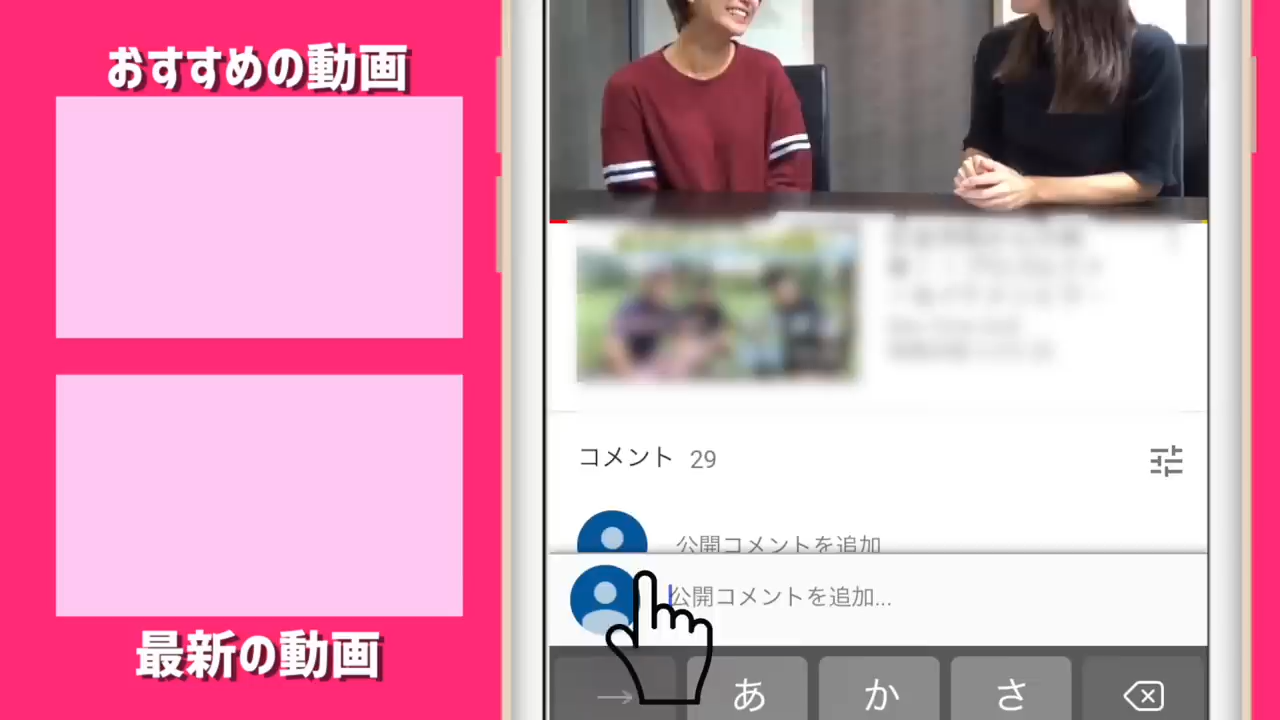 おすすめの動画
最新の動画
コメント 29
公開コメントを追加
公開コメントを追加...
→ あ か さ